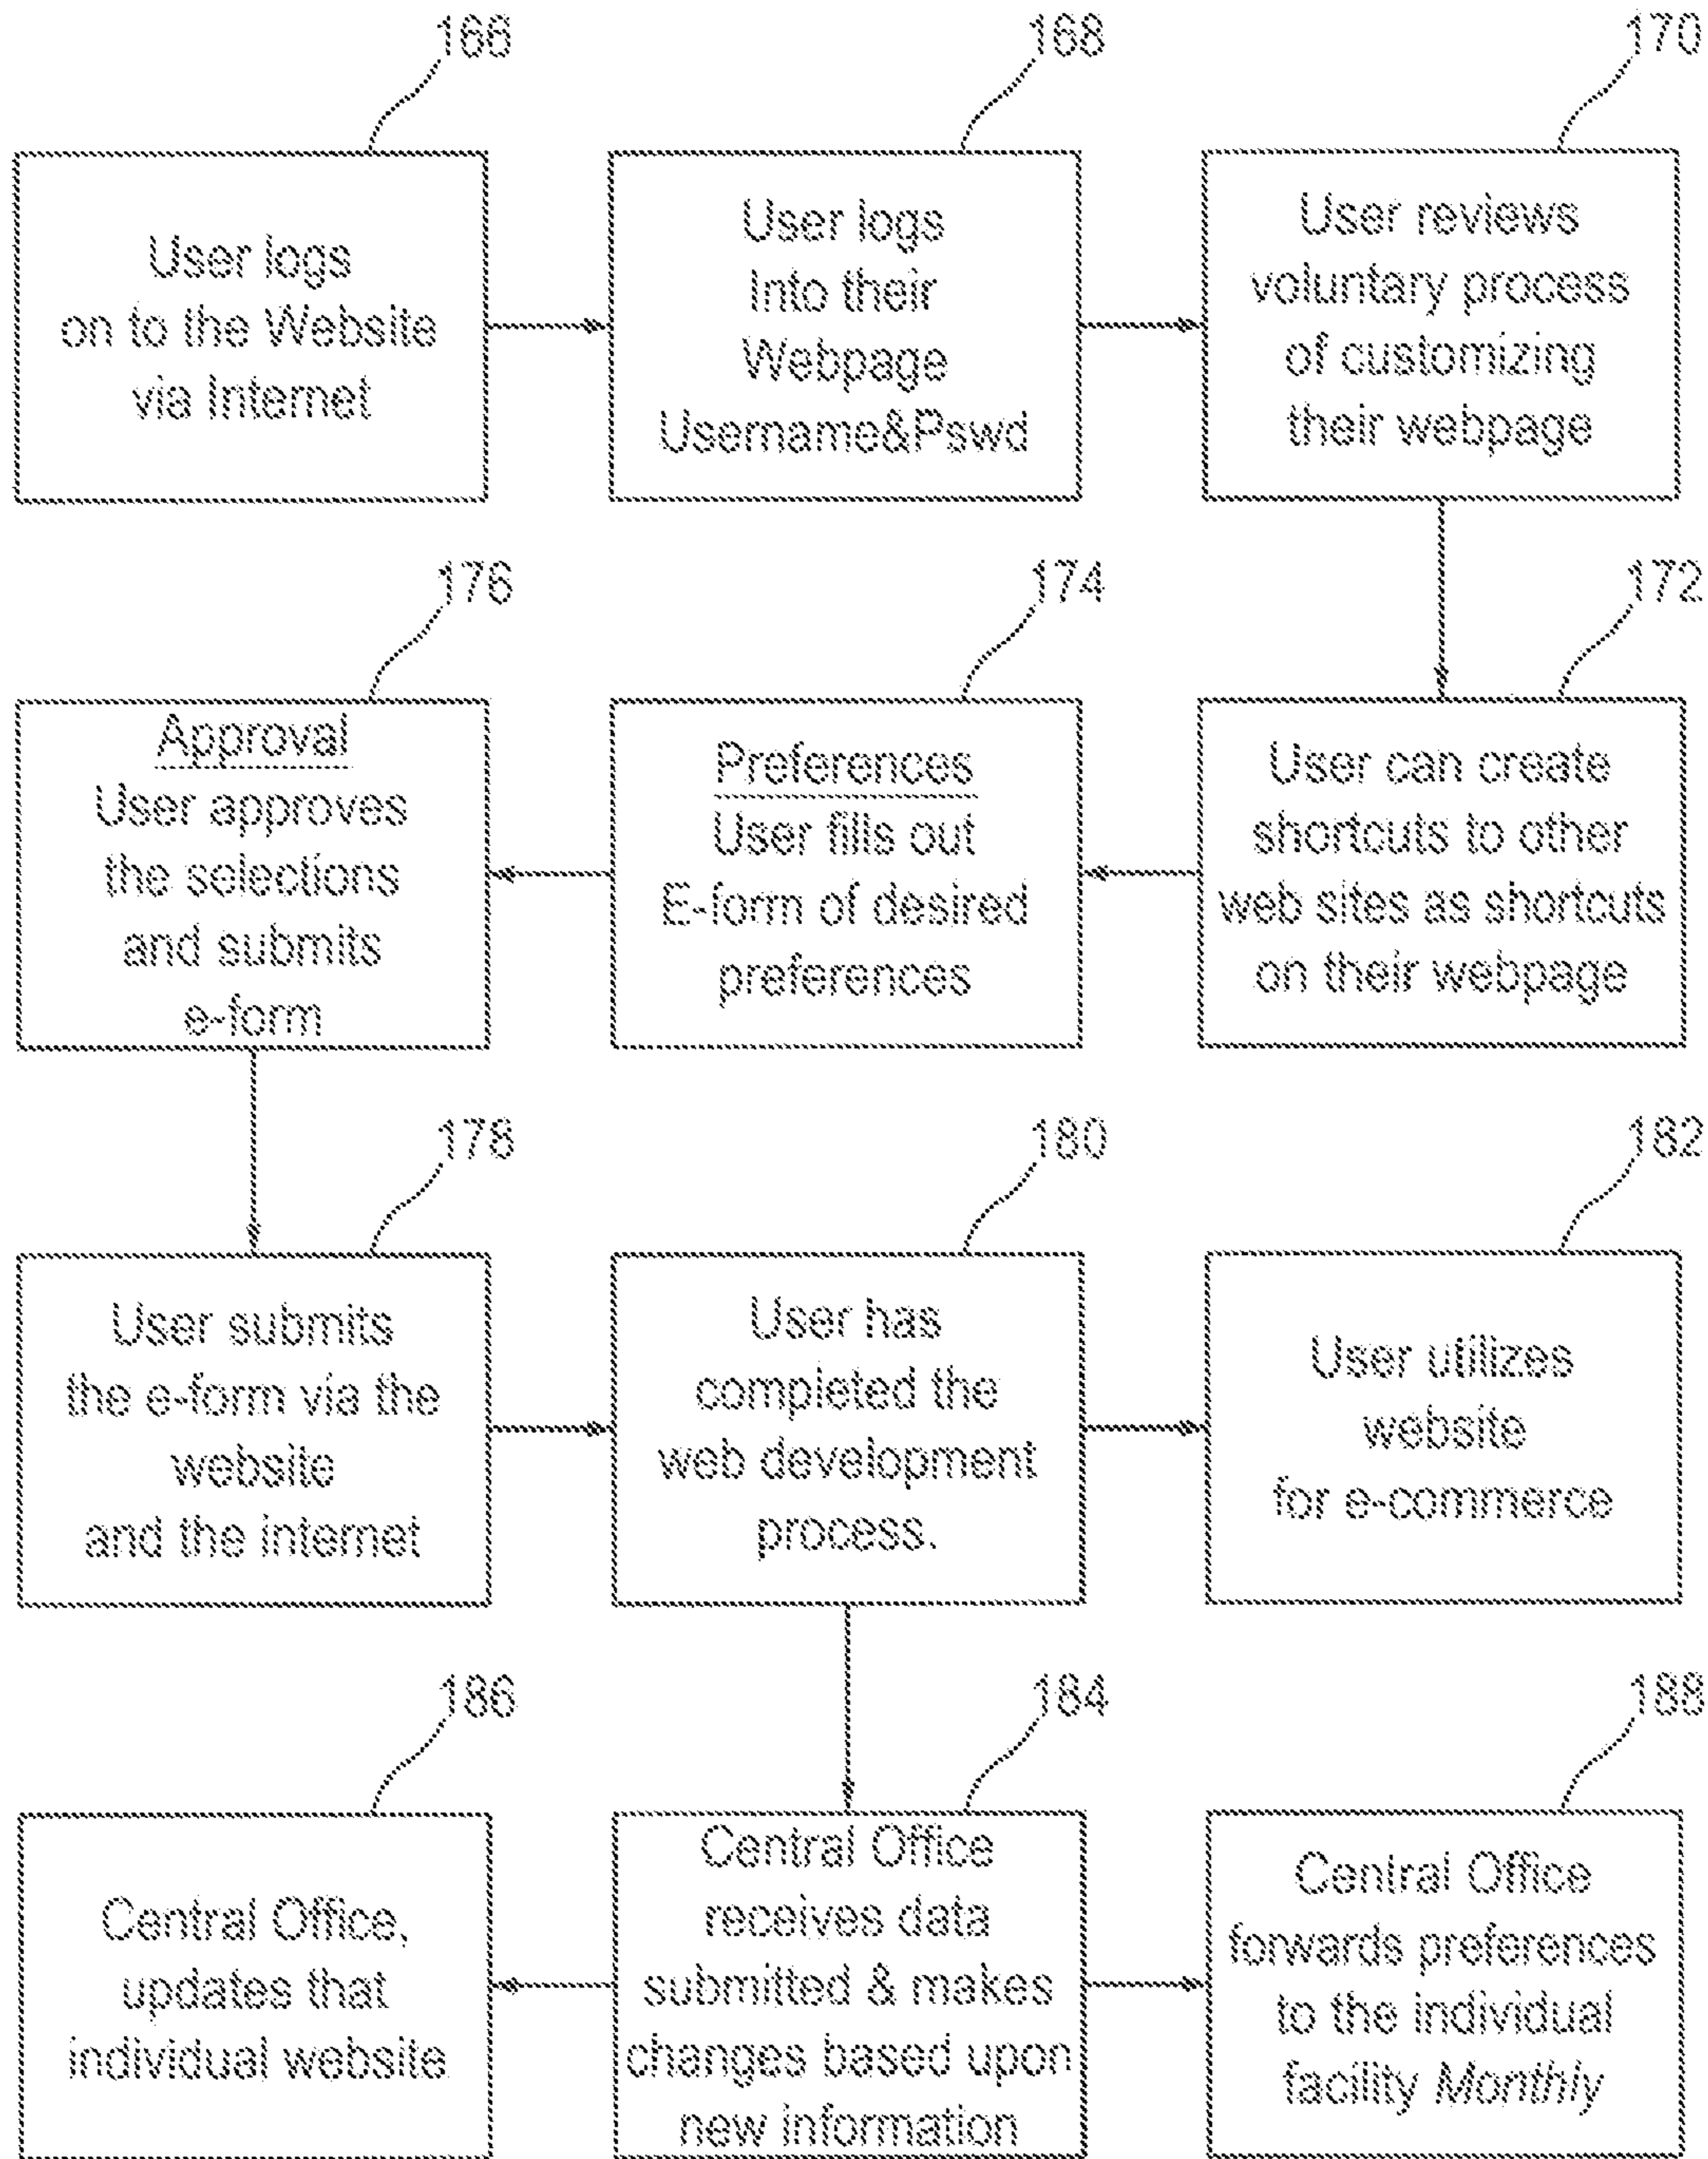 166
User logs
on to the Website
via Internet
168
User logs
Into their
Webpage
Username&Pswd
170
User reviews
voluntary process
of customizing
their webpage
176
Approval
User approves
the selections
and submits
e-form
174
Preferences
User fills out
E-form of desired
preferences
172
User can create
shortcuts to other
web sites as shortcuts
on their webpage
178
User submits
the e-form via the
website
and the internet
180
User has
completed the
web development
process.
182
User utilizes
website
for e-commerce
186
Central Office,
updates that
individual website
184
Central Office
receives data
submitted & makes
changes based upon
new information
188
Central Office
forwards preferences
to the individual
facility Monthly